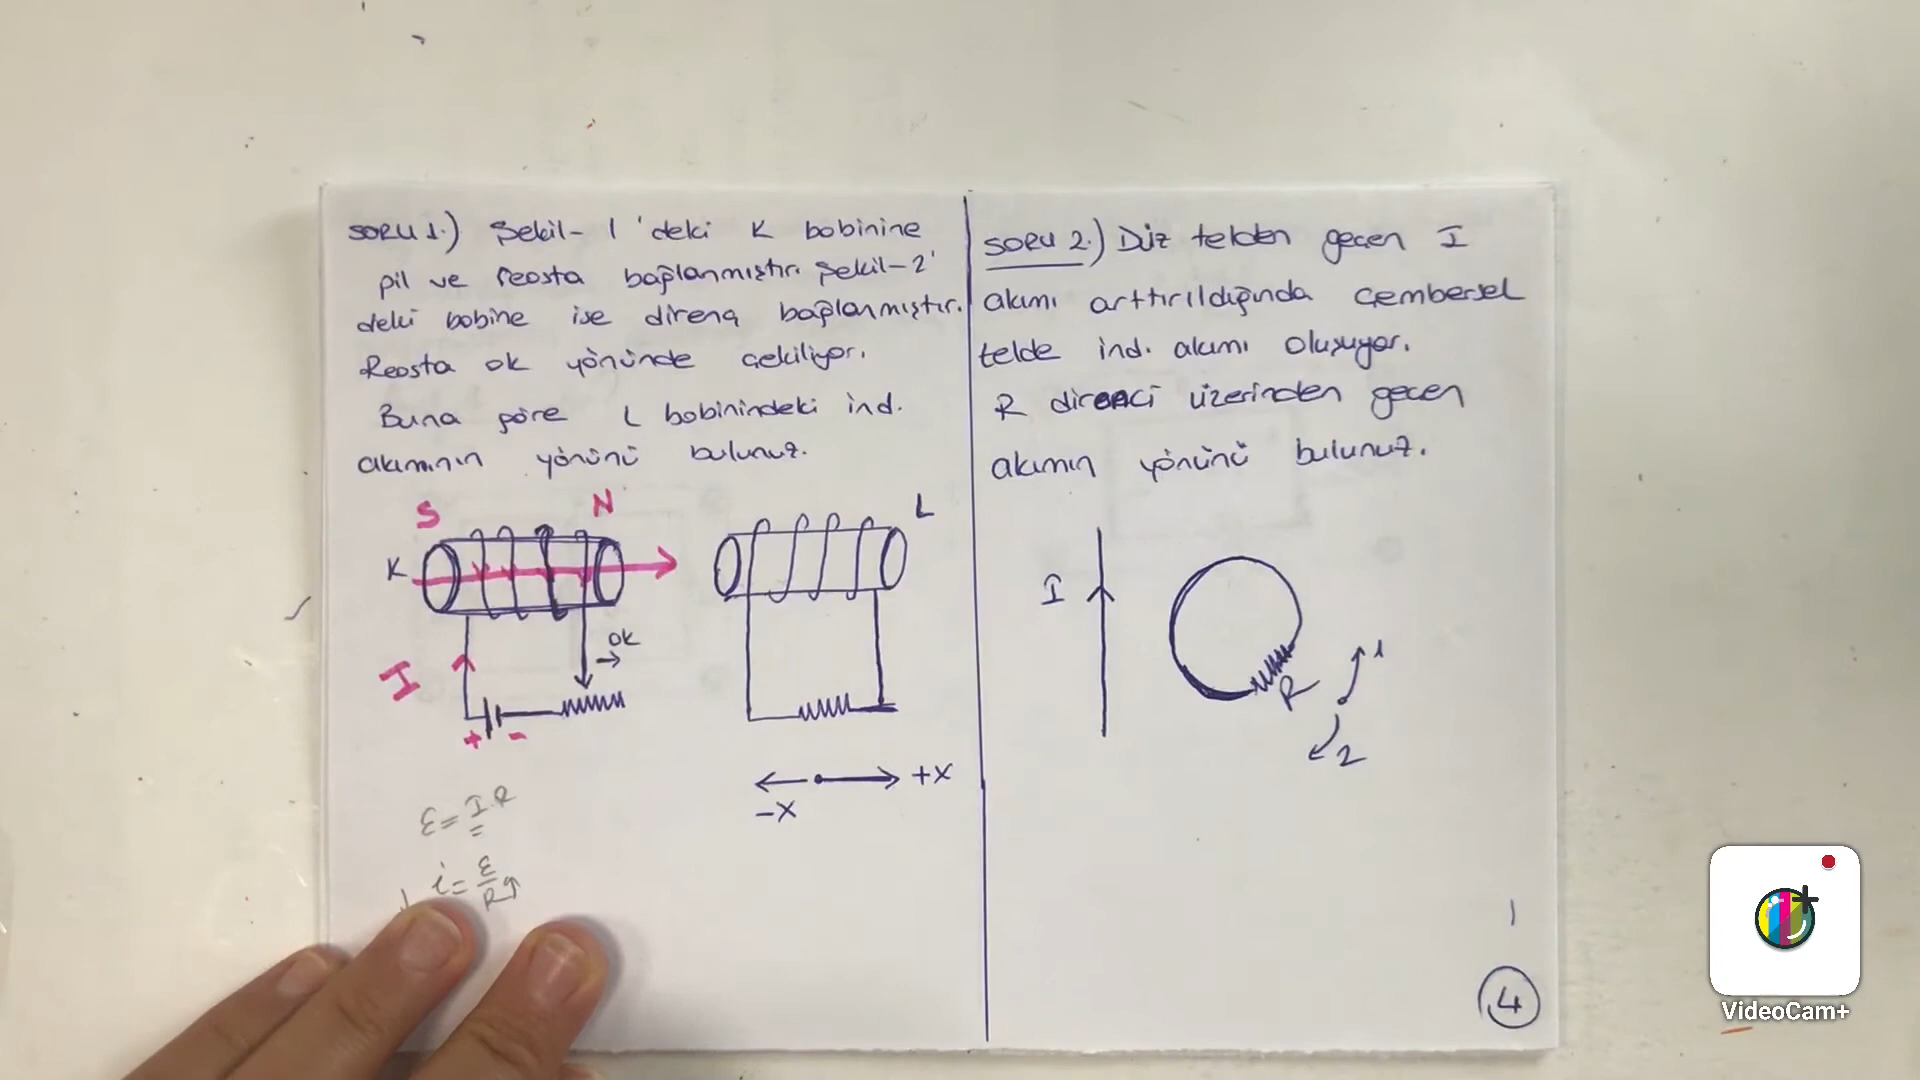 SORU 1.) Şekil-1'deki K bobinine
pil ve reosta bağlanmıştır. Şekil-2'
deki bobine ise direnç bağlanmıştır.
Reosta ok yönünde çekiliyor.
Buna göre L bobinindeki ind.
akımının yönünü bulunuz.
S N
K
L
ok
I
+ -
-X +X
ε=IR
i=ε/R↑
SORU 2.) Düz telden geçen I
akımı arttırıldığında çembersel
telde ind. akımı oluşuyor.
R direnci üzerinden geçen
akımın yönünü bulunuz.
I
R
1
2
4
VideoCam+